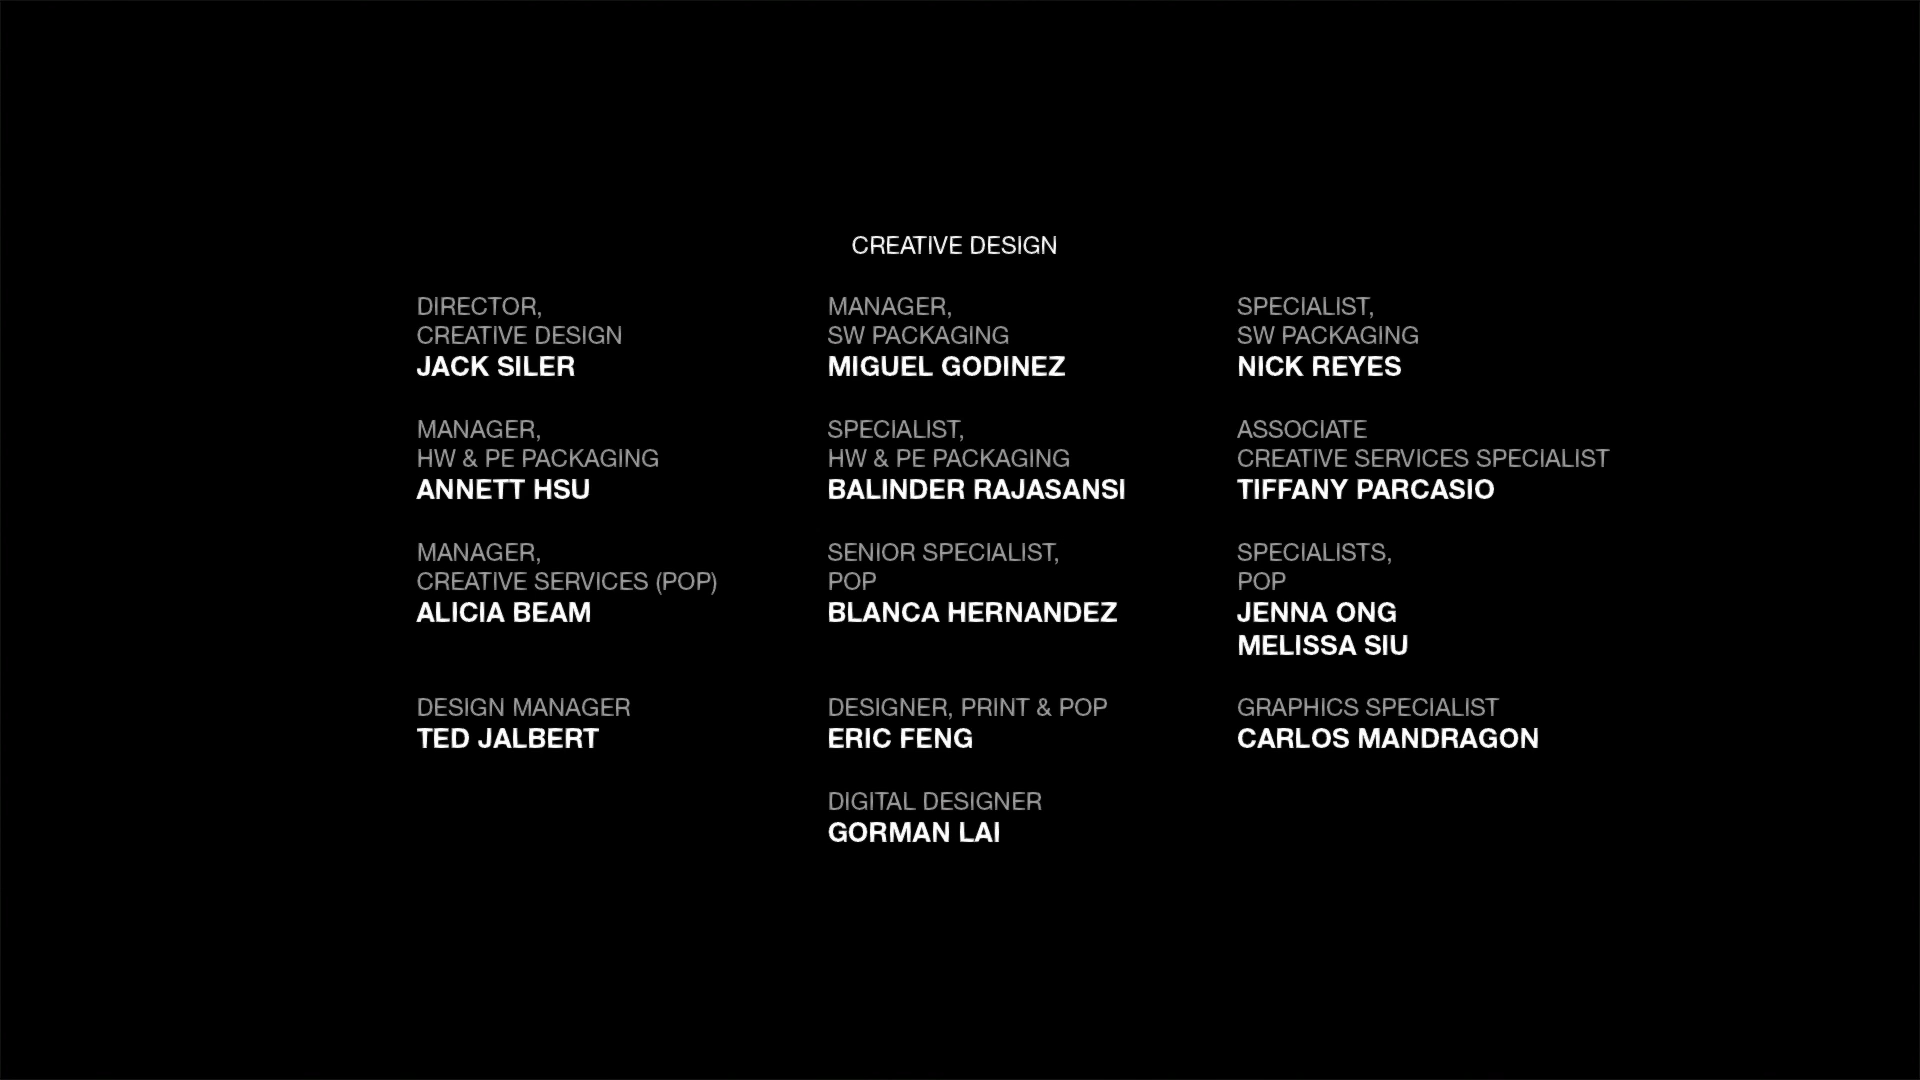 CREATIVE DESIGN
DIRECTOR,
CREATIVE DESIGN
JACK SILER
MANAGER,
SW PACKAGING
MIGUEL GODINEZ
SPECIALIST,
SW PACKAGING
NICK REYES
MANAGER,
HW & PE PACKAGING
ANNETT HSU
SPECIALIST,
HW & PE PACKAGING
BALINDER RAJASANSI
ASSOCIATE
CREATIVE SERVICES SPECIALIST
TIFFANY PARCASIO
MANAGER,
CREATIVE SERVICES (POP)
ALICIA BEAM
SENIOR SPECIALIST,
POP
BLANCA HERNANDEZ
SPECIALISTS,
POP
JENNA ONG
MELISSA SIU
DESIGN MANAGER
TED JALBERT
DESIGNER, PRINT & POP
ERIC FENG
GRAPHICS SPECIALIST
CARLOS MANDRAGON
DIGITAL DESIGNER
GORMAN LAI